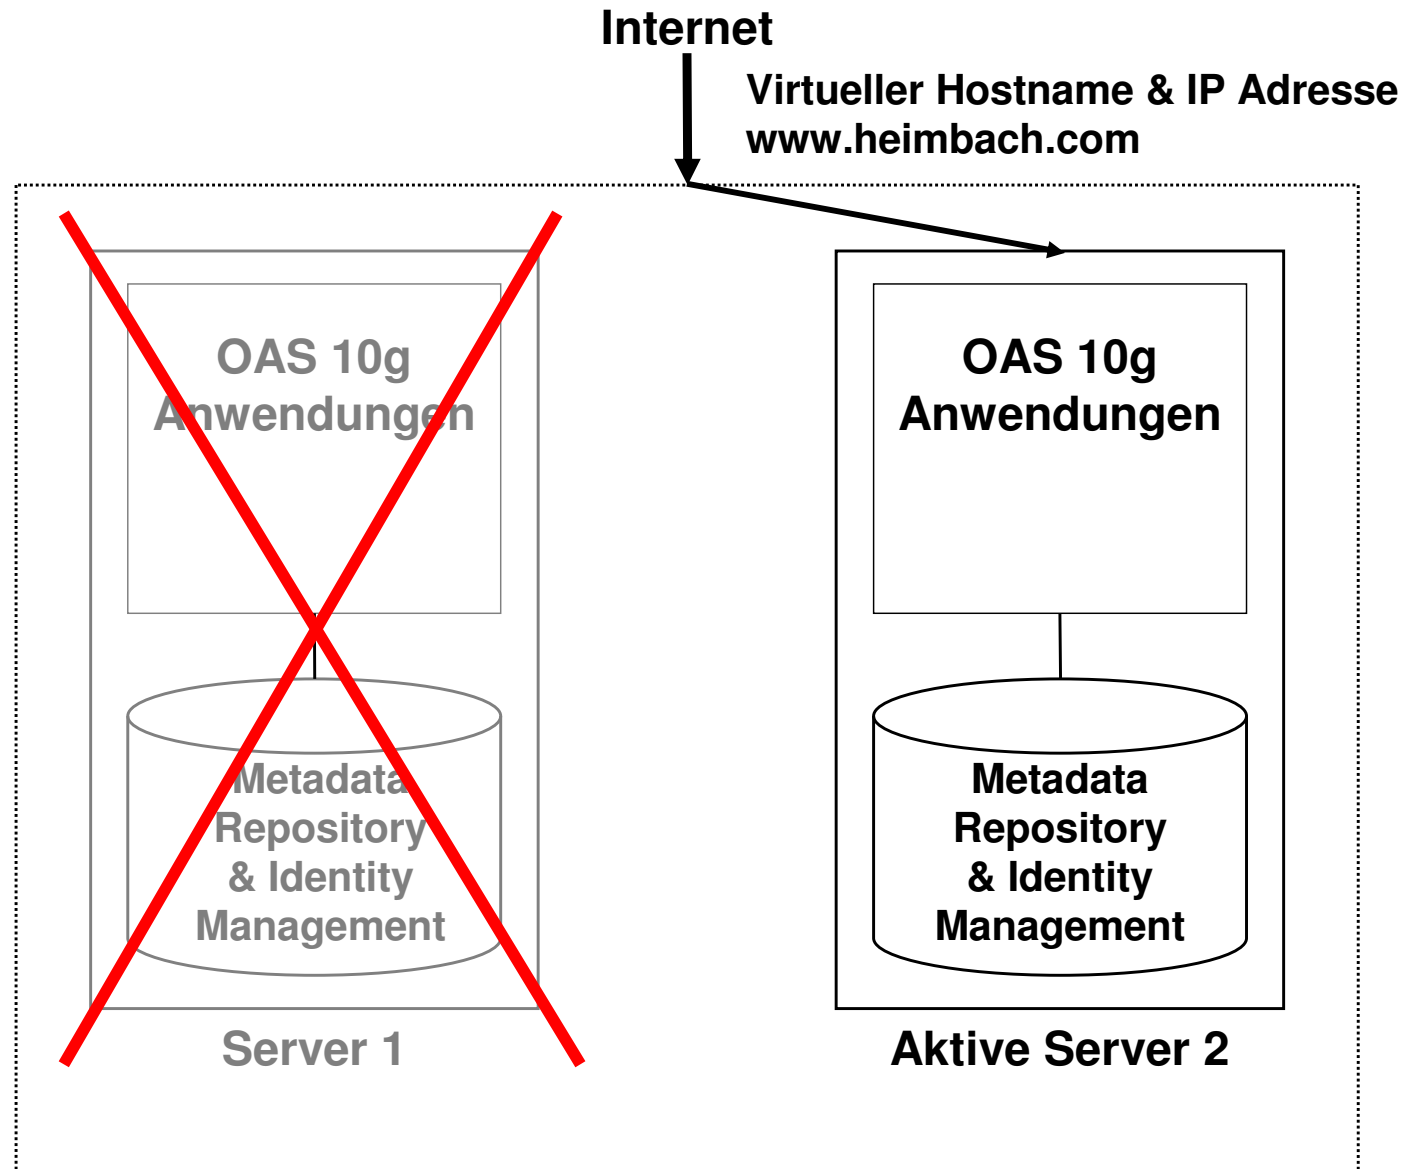 Internet
Virtueller Hostname & IP Adresse
www.heimbach.com
OAS 10g
Anwendungen
Metadata
Repository
& Identity
Management
Server 1
OAS 10g
Anwendungen
Metadata
Repository
& Identity
Management
Aktive Server 2